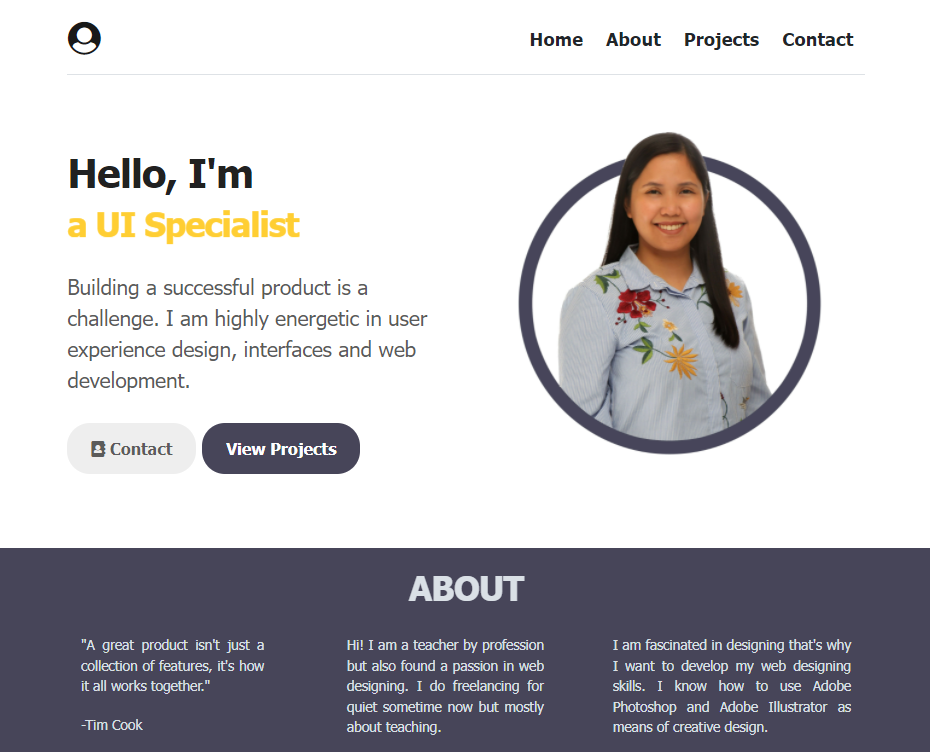 Home About Projects Contact
Hello, I'm
a UI Specialist
Building a successful product is a
challenge. I am highly energetic in user
experience design, interfaces and web
development.
Contact View Projects
ABOUT
"A great product isn't just a
collection of features, it's how
it all works together."
-Tim Cook
Hi! I am a teacher by profession
but also found a passion in web
designing. I do freelancing for
quiet sometime now but mostly
about teaching.
I am fascinated in designing that's why
I want to develop my web designing
skills. I know how to use Adobe
Photoshop and Adobe Illustrator as
means of creative design.